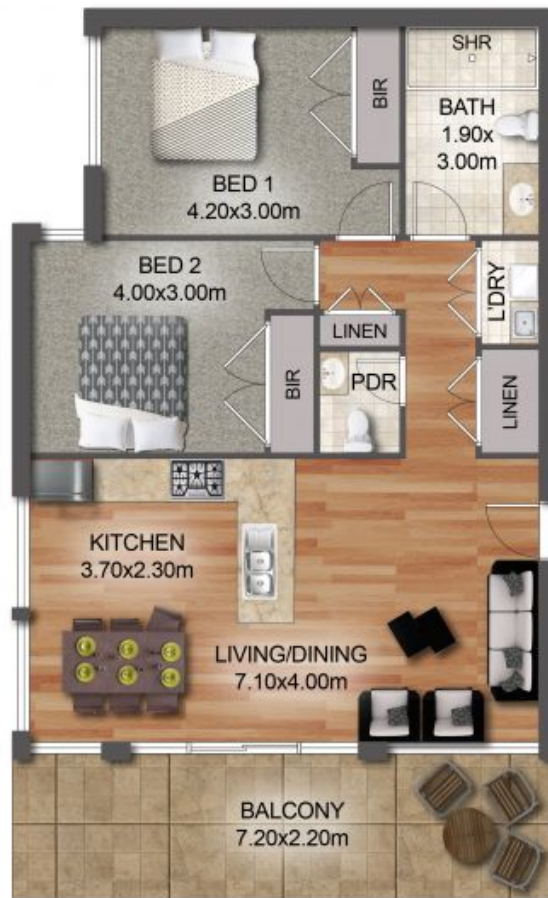 SHR
BATH
1.90x
3.00m
BIR
BED 1
4.20x3.00m
BED 2
4.00x3.00m
L'DRY
LINEN
BIR
PDR
LINEN
KITCHEN
3.70x2.30m
LIVING/DINING
7.10x4.00m
BALCONY
7.20x2.20m